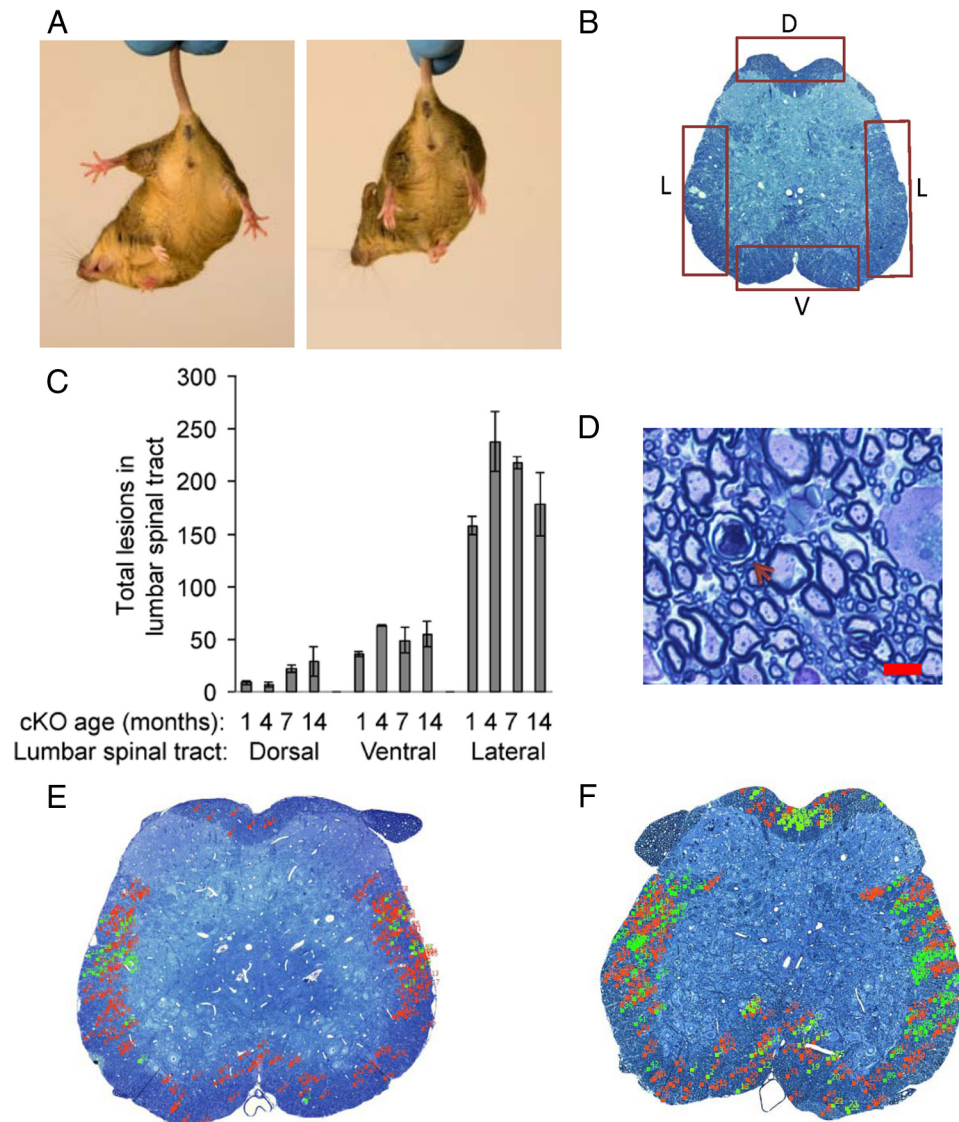 A
B
D
L
L
V
C
Total lesions in
lumbar spinal tract
300
250
200
150
100
50
0
cKO age (months): 1 4 7 14 1 4 7 14 1 4 7 14
Lumbar spinal tract: Dorsal Ventral Lateral
D
E
F